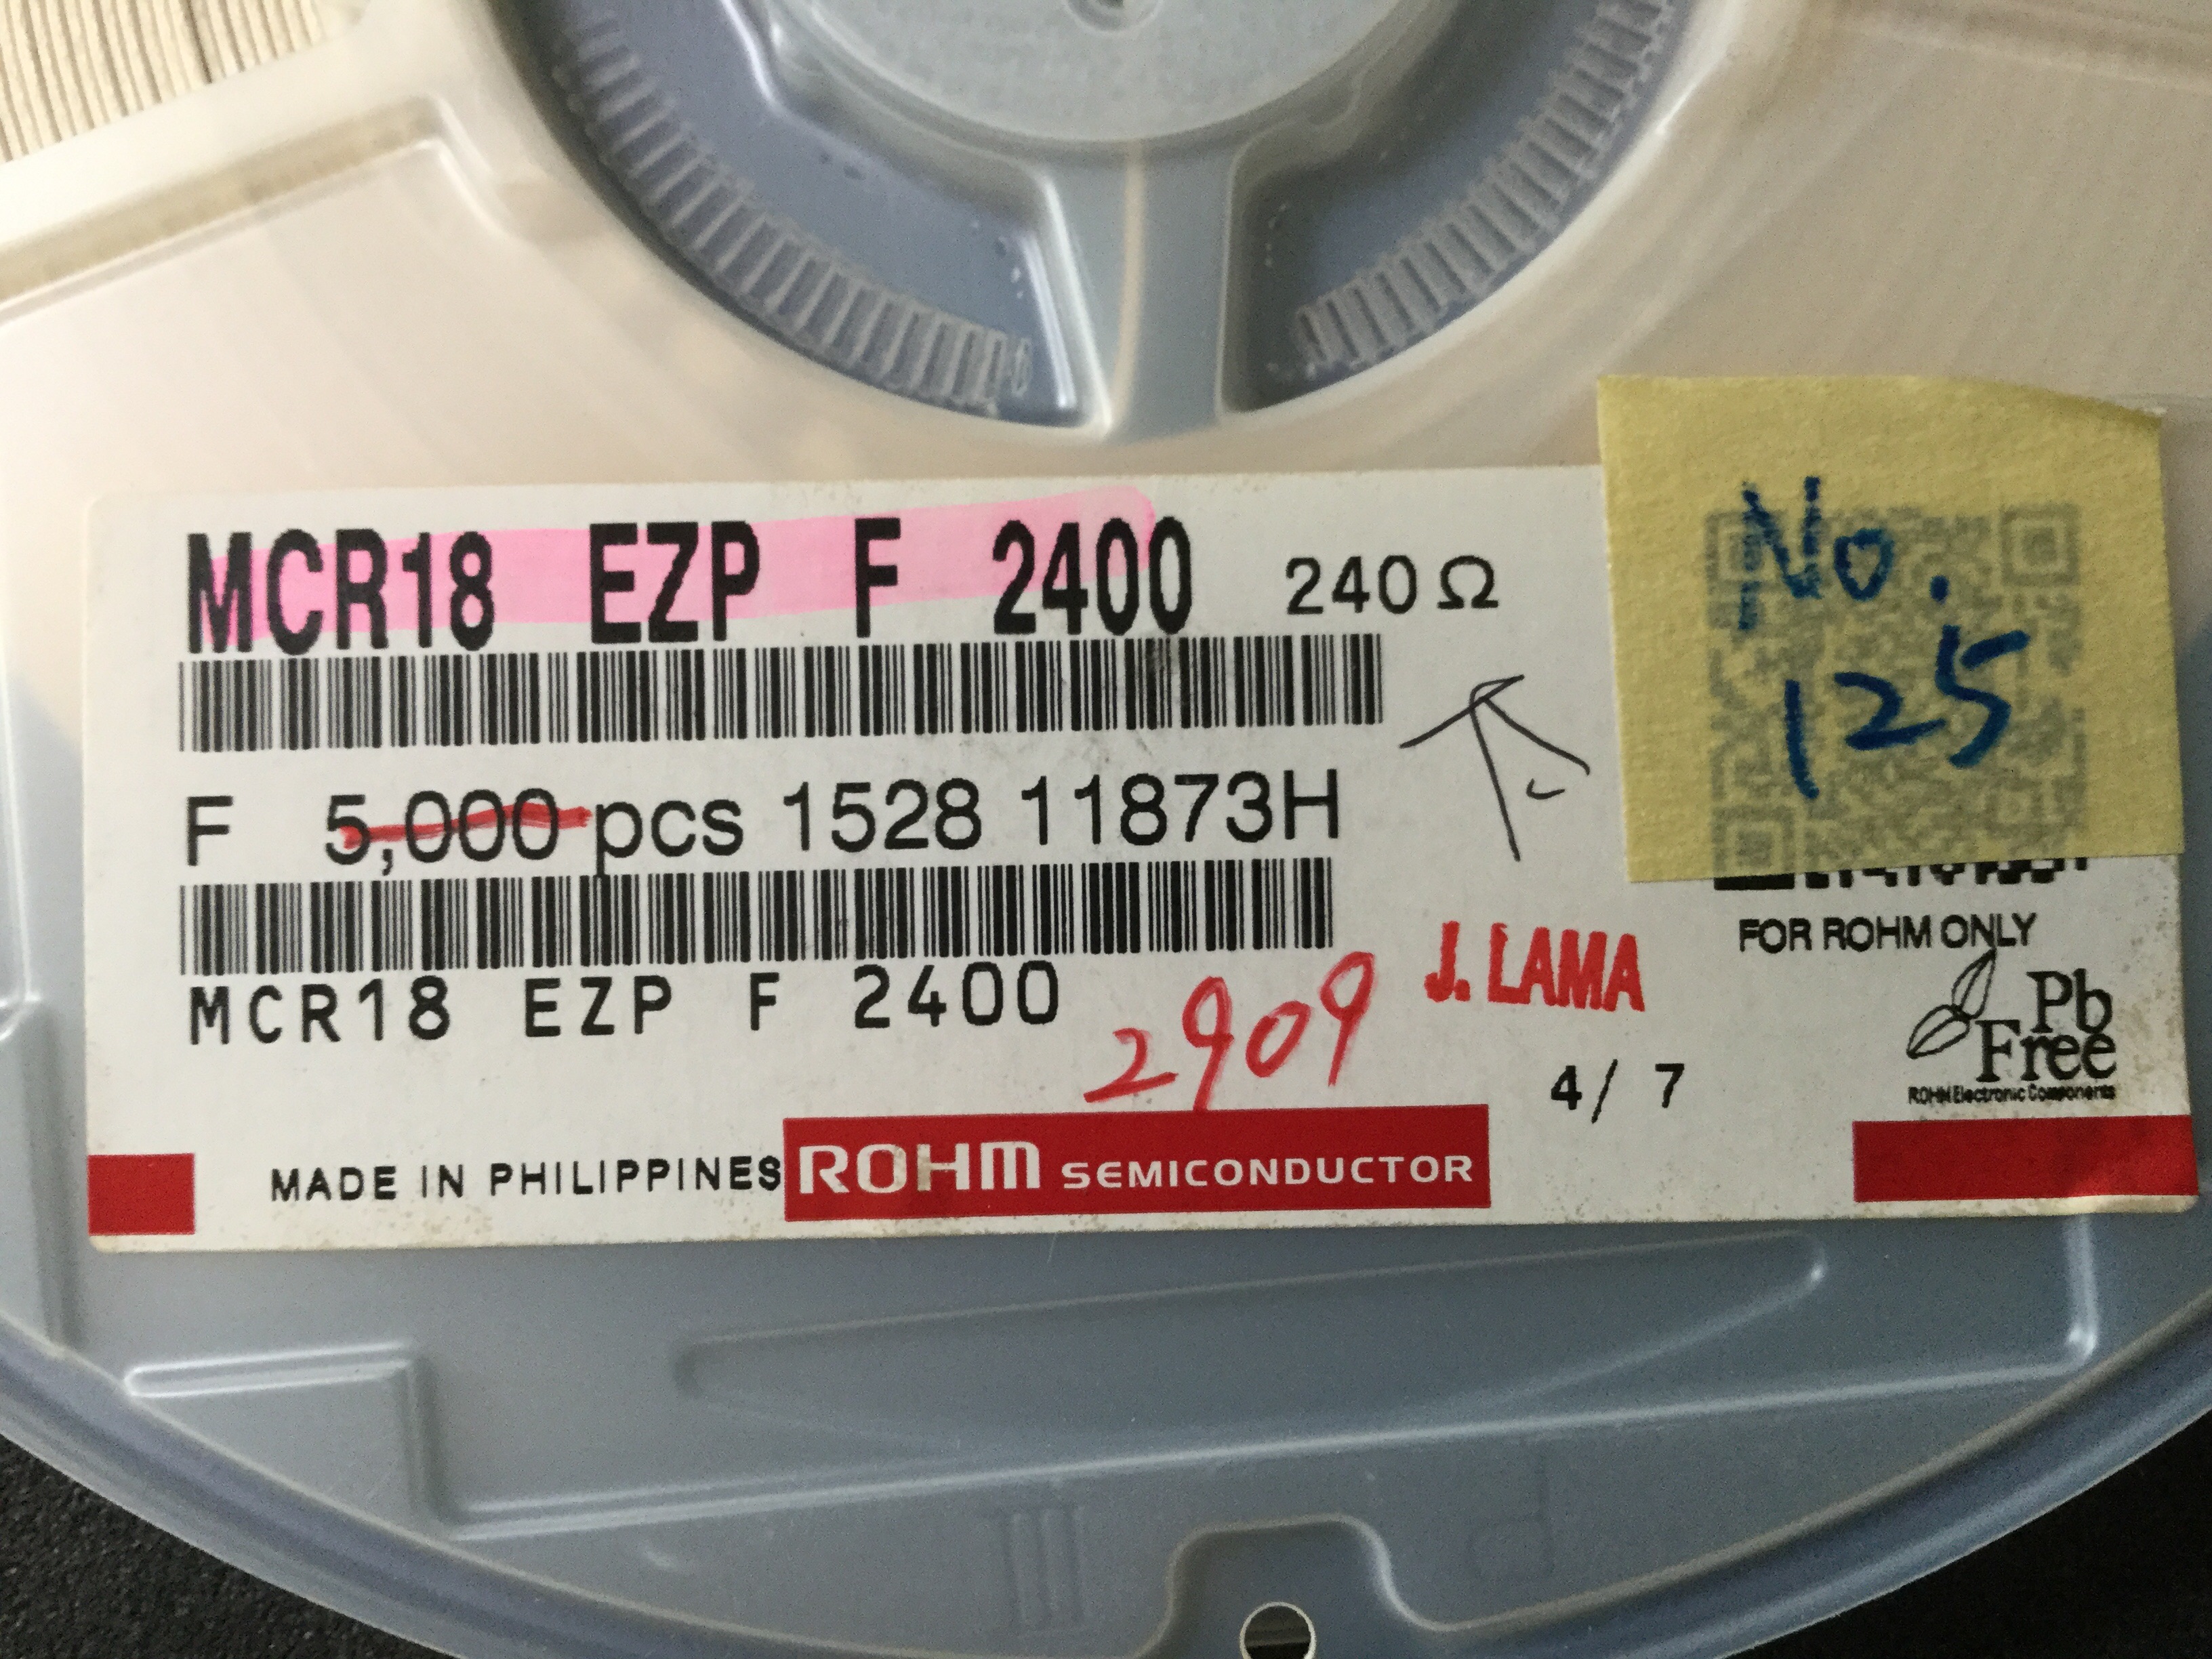 MCR18 EZP F 2400 240Ω
No.
125
F 5,000 pcs 1528 11873H
FOR ROHM ONLY
MCR18 EZP F 2400
2909
J. LAMA
Pb
Free
ROHM Electronic Components
4/ 7
MADE IN PHILIPPINES
ROHM SEMICONDUCTOR